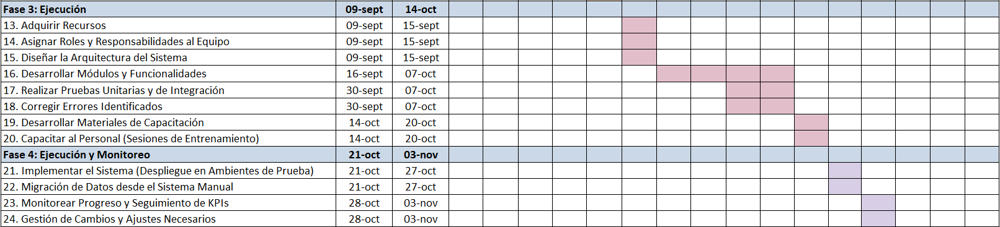 Fase 3: Ejecución 09-sept 14-oct
13. Adquirir Recursos 09-sept 15-sept
14. Asignar Roles y Responsabilidades al Equipo 09-sept 15-sept
15. Diseñar la Arquitectura del Sistema 09-sept 15-sept
16. Desarrollar Módulos y Funcionalidades 16-sept 07-oct
17. Realizar Pruebas Unitarias y de Integración 30-sept 07-oct
18. Corregir Errores Identificados 30-sept 07-oct
19. Desarrollar Materiales de Capacitación 14-oct 20-oct
20. Capacitar al Personal (Sesiones de Entrenamiento) 14-oct 20-oct
Fase 4: Ejecución y Monitoreo 21-oct 03-nov
21. Implementar el Sistema (Despliegue en Ambientes de Prueba) 21-oct 27-oct
22. Migración de Datos desde el Sistema Manual 21-oct 27-oct
23. Monitorear Progreso y Seguimiento de KPIs 28-oct 03-nov
24. Gestión de Cambios y Ajustes Necesarios 28-oct 03-nov